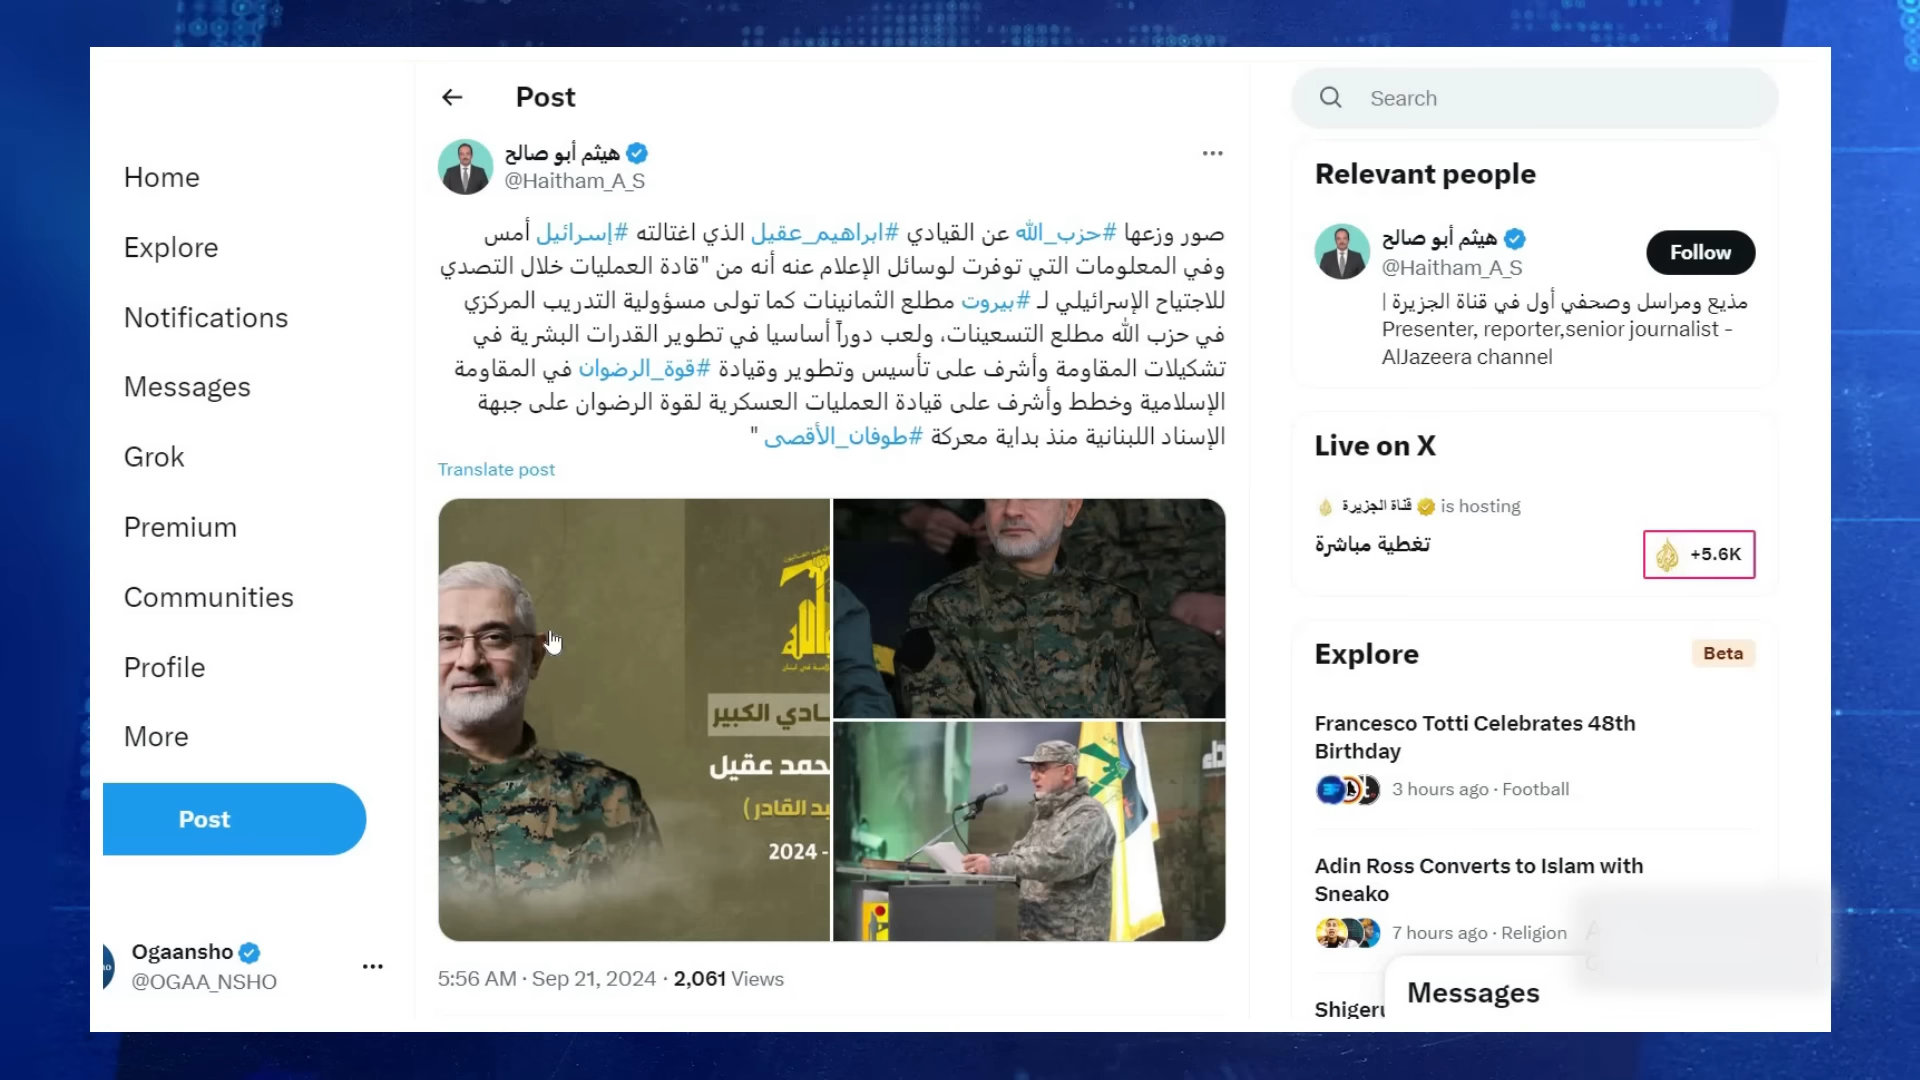 Home
Explore
Notifications
Messages
Grok
Premium
Communities
Profile
More
Post
Ogaansho
@OGAA_NSHO
Post
هيثم أبو صالح
@Haitham_A_S
صور وزعها #حزب_الله عن القيادي #ابراهيم_عقيل الذي اغتالته #إسرائيل أمس
وفي المعلومات التي توفرت لوسائل الإعلام عنه أنه من "قادة العمليات خلال التصدي
للاجتياح الإسرائيلي لـ #بيروت مطلع الثمانينات كما تولى مسؤولية التدريب المركزي
في حزب الله مطلع التسعينات، ولعب دوراً أساسيا في تطوير القدرات البشرية في
تشكيلات المقاومة وأشرف على تأسيس وتطوير وقيادة #قوة_الرضوان في المقاومة
الإسلامية وخطط وأشرف على قيادة العمليات العسكرية لقوة الرضوان على جبهة
الإسناد اللبنانية منذ بداية معركة #طوفان_الأقصى "
Translate post
ـادي الكبير
ـحمد عقيل
ـبد القادر)
2024 -
5:56 AM · Sep 21, 2024 · 2,061 Views
Search
Relevant people
هيثم أبو صالح
@Haitham_A_S
Follow
مذيع ومراسل وصحفي أول في قناة الجزيرة |
Presenter, reporter,senior journalist -
AlJazeera channel
Live on X
قناة الجزيرة is hosting
تغطية مباشرة
+5.6K
Explore
Beta
Francesco Totti Celebrates 48th
Birthday
3 hours ago · Football
Adin Ross Converts to Islam with
Sneako
7 hours ago · Religion
Messages